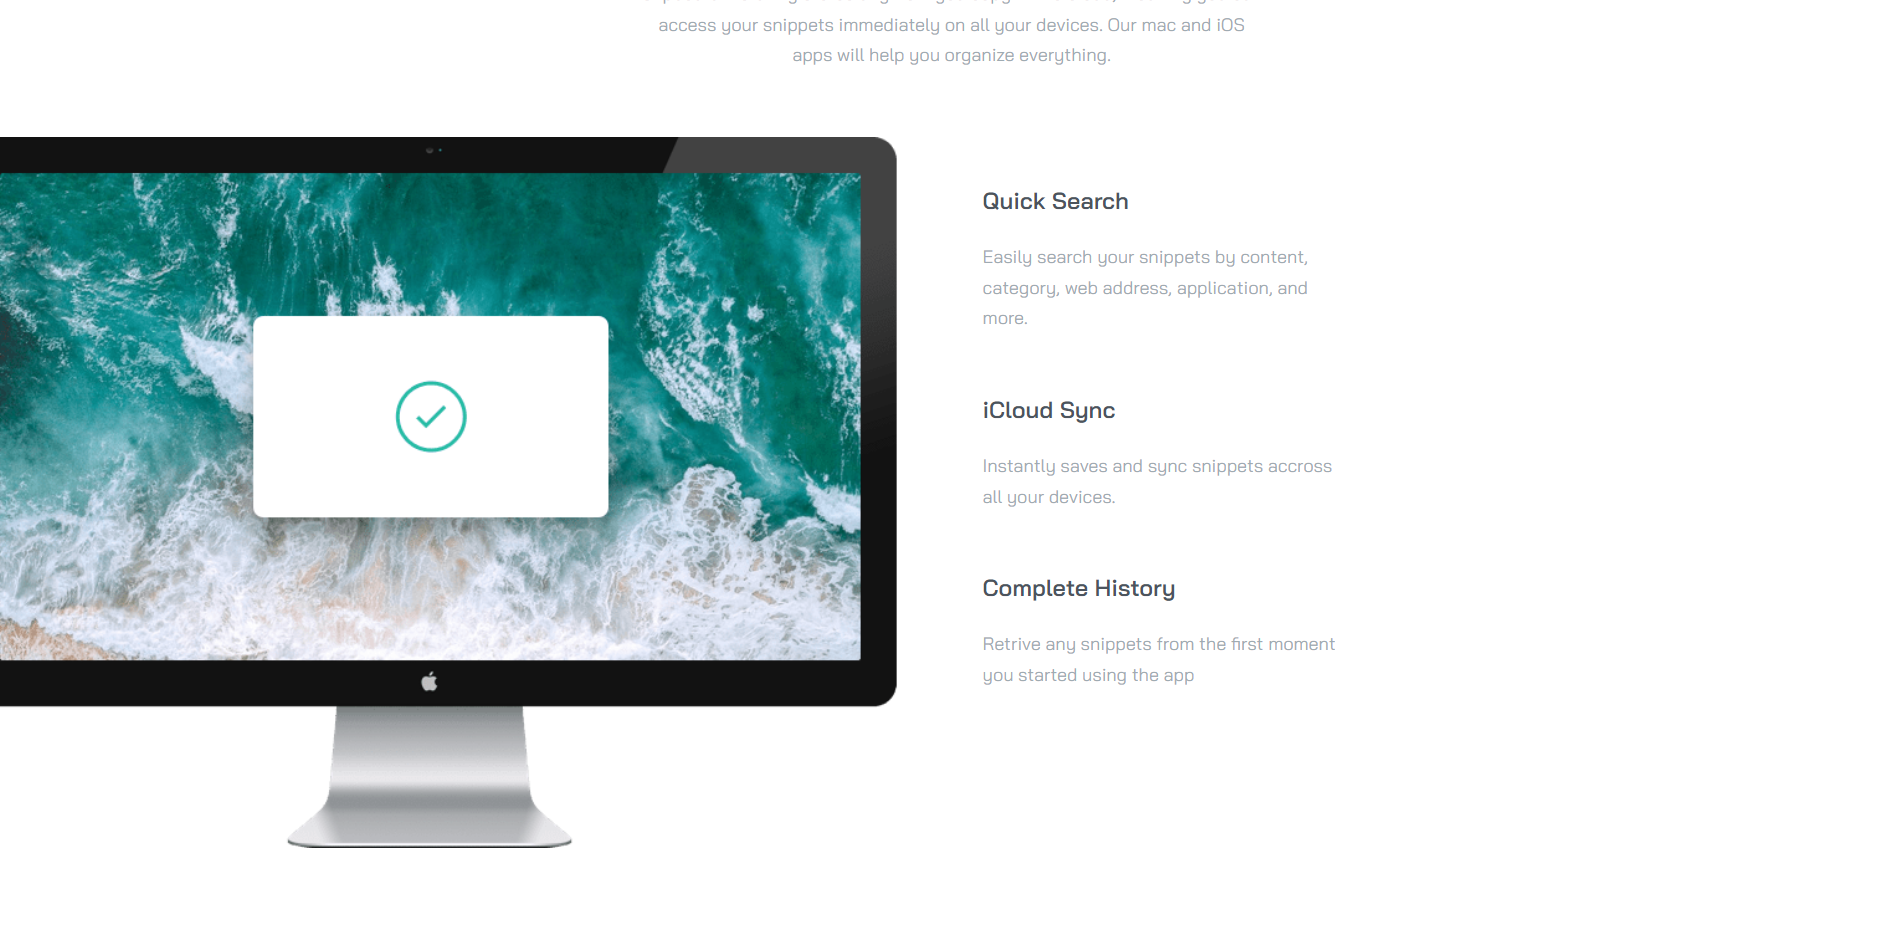 access your snippets immediately on all your devices. Our mac and iOS
apps will help you organize everything.
Quick Search
Easily search your snippets by content,
category, web address, application, and
more.
iCloud Sync
Instantly saves and sync snippets accross
all your devices.
Complete History
Retrive any snippets from the first moment
you started using the app